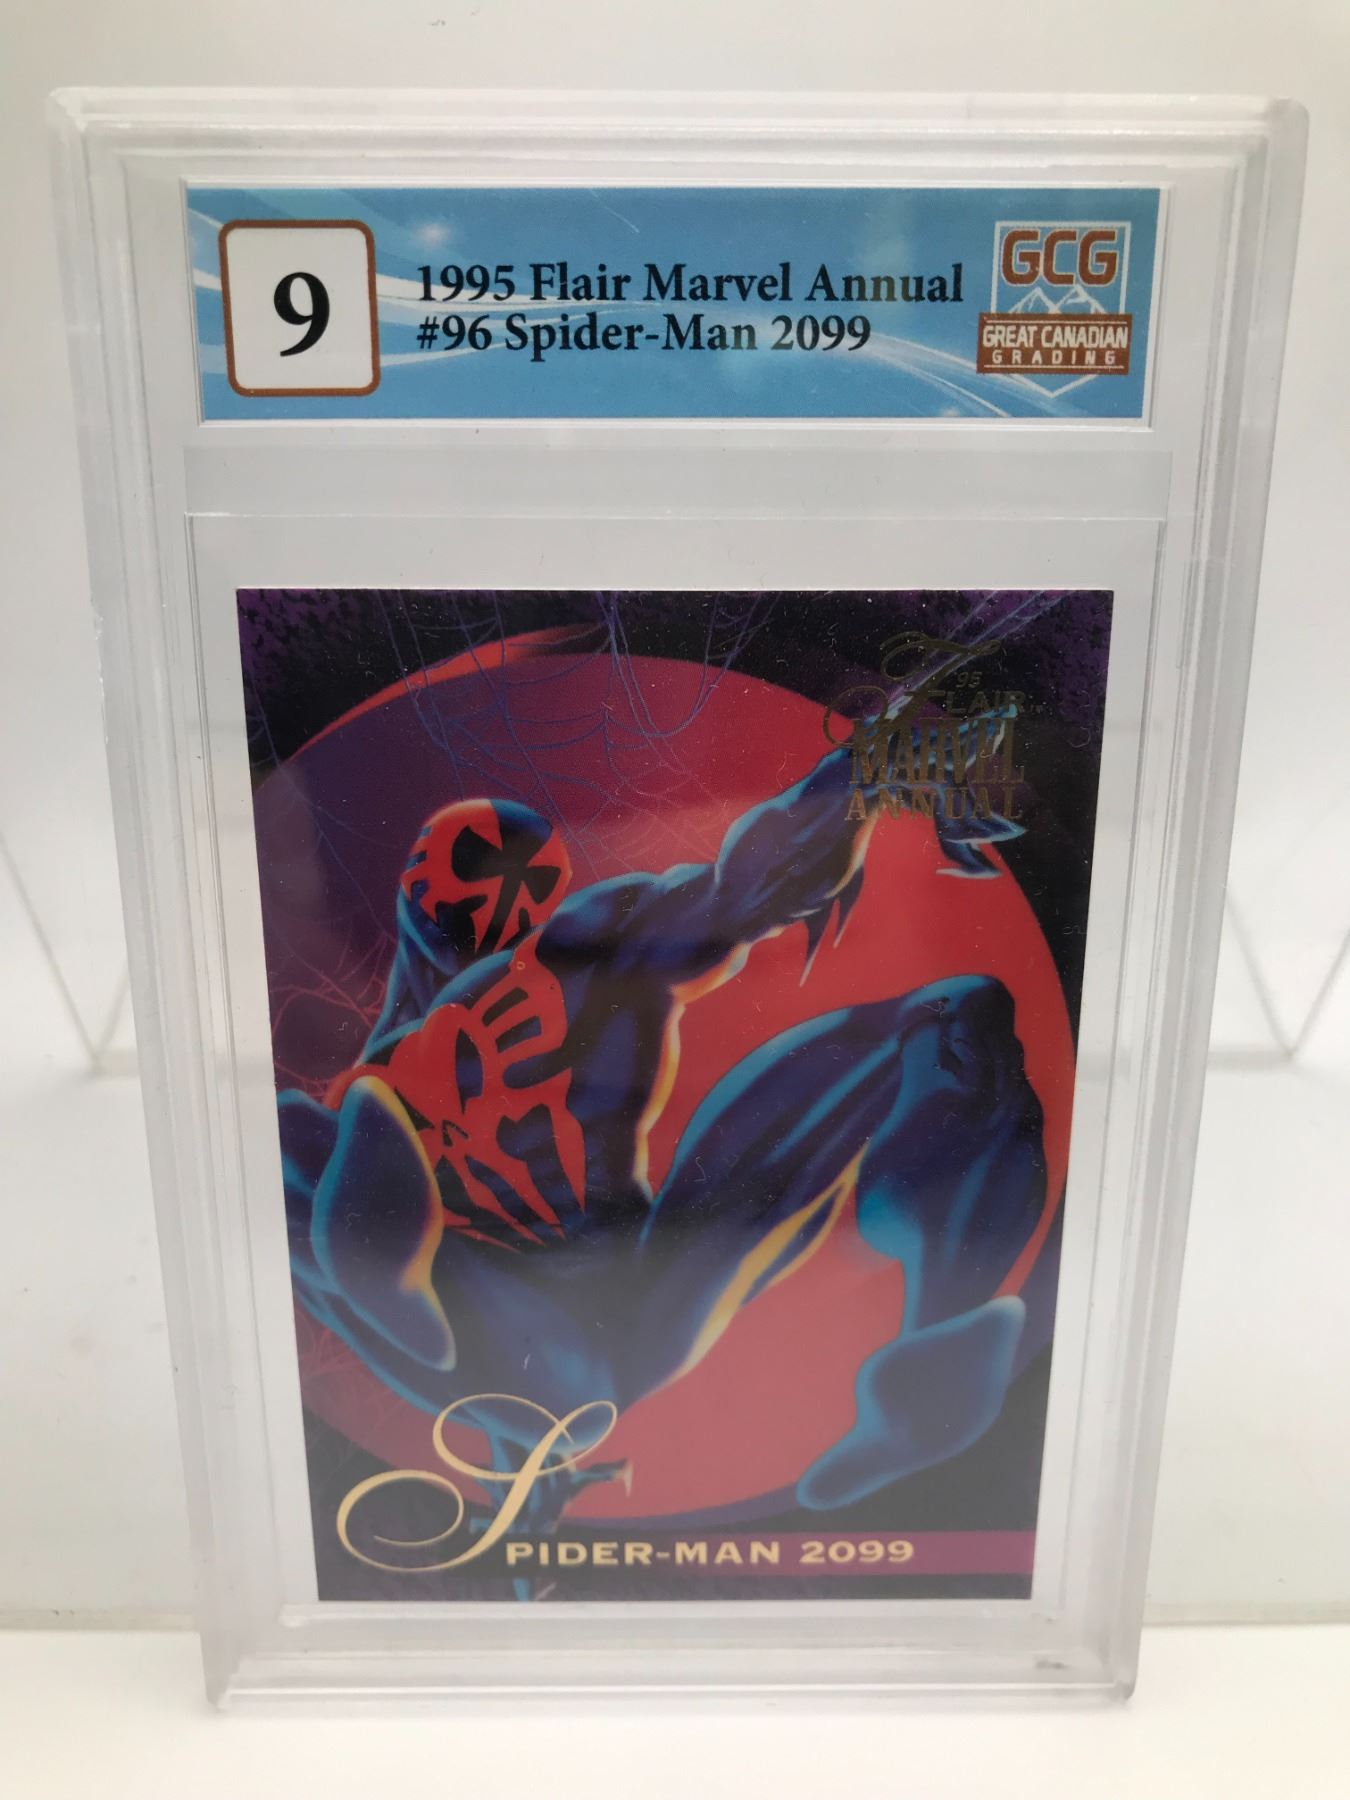 9
1995 Flair Marvel Annual
#96 Spider-Man 2099
GCG
GREAT CANADIAN
GRADING
F
95
FLAIR
MARVEL
ANNUAL
SPIDER-MAN 2099